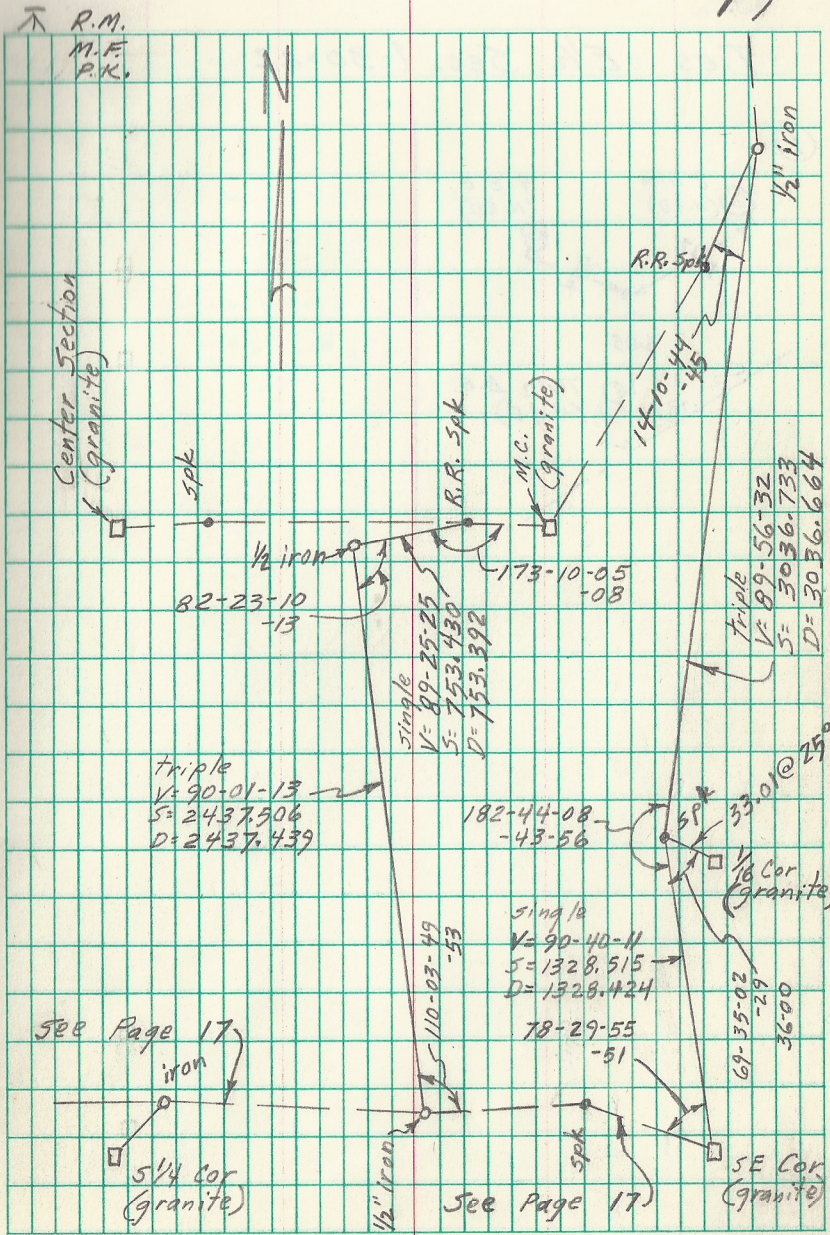 R.M.
M.F.
P.K.
N
1/2" iron
R.R. Spk
Center Section
(granite)
spk
R.R. Spk
M.C.
(granite)
14-10-44
-45
1/2 iron
82-23-10
-13
173-10-05
-08
single
V= 89-25-25
S= 753.430
D= 753.392
triple
V= 89-56-32
S= 3036.733
D= 3036.664
triple
V= 90-01-13
S= 2437.506
D= 2437.439
182-44-08
-43-56
spk
33.01 @ 25°
1/16 Cor
(granite)
single
V= 90-40-11
S= 1328.515
D= 1328.424
110-03-49
-53
78-29-55
-51
69-35-02
-29
36-00
See Page 17
iron
S 1/4 Cor
(granite)
1/2" iron
spk
See Page 17
SE Cor
(granite)